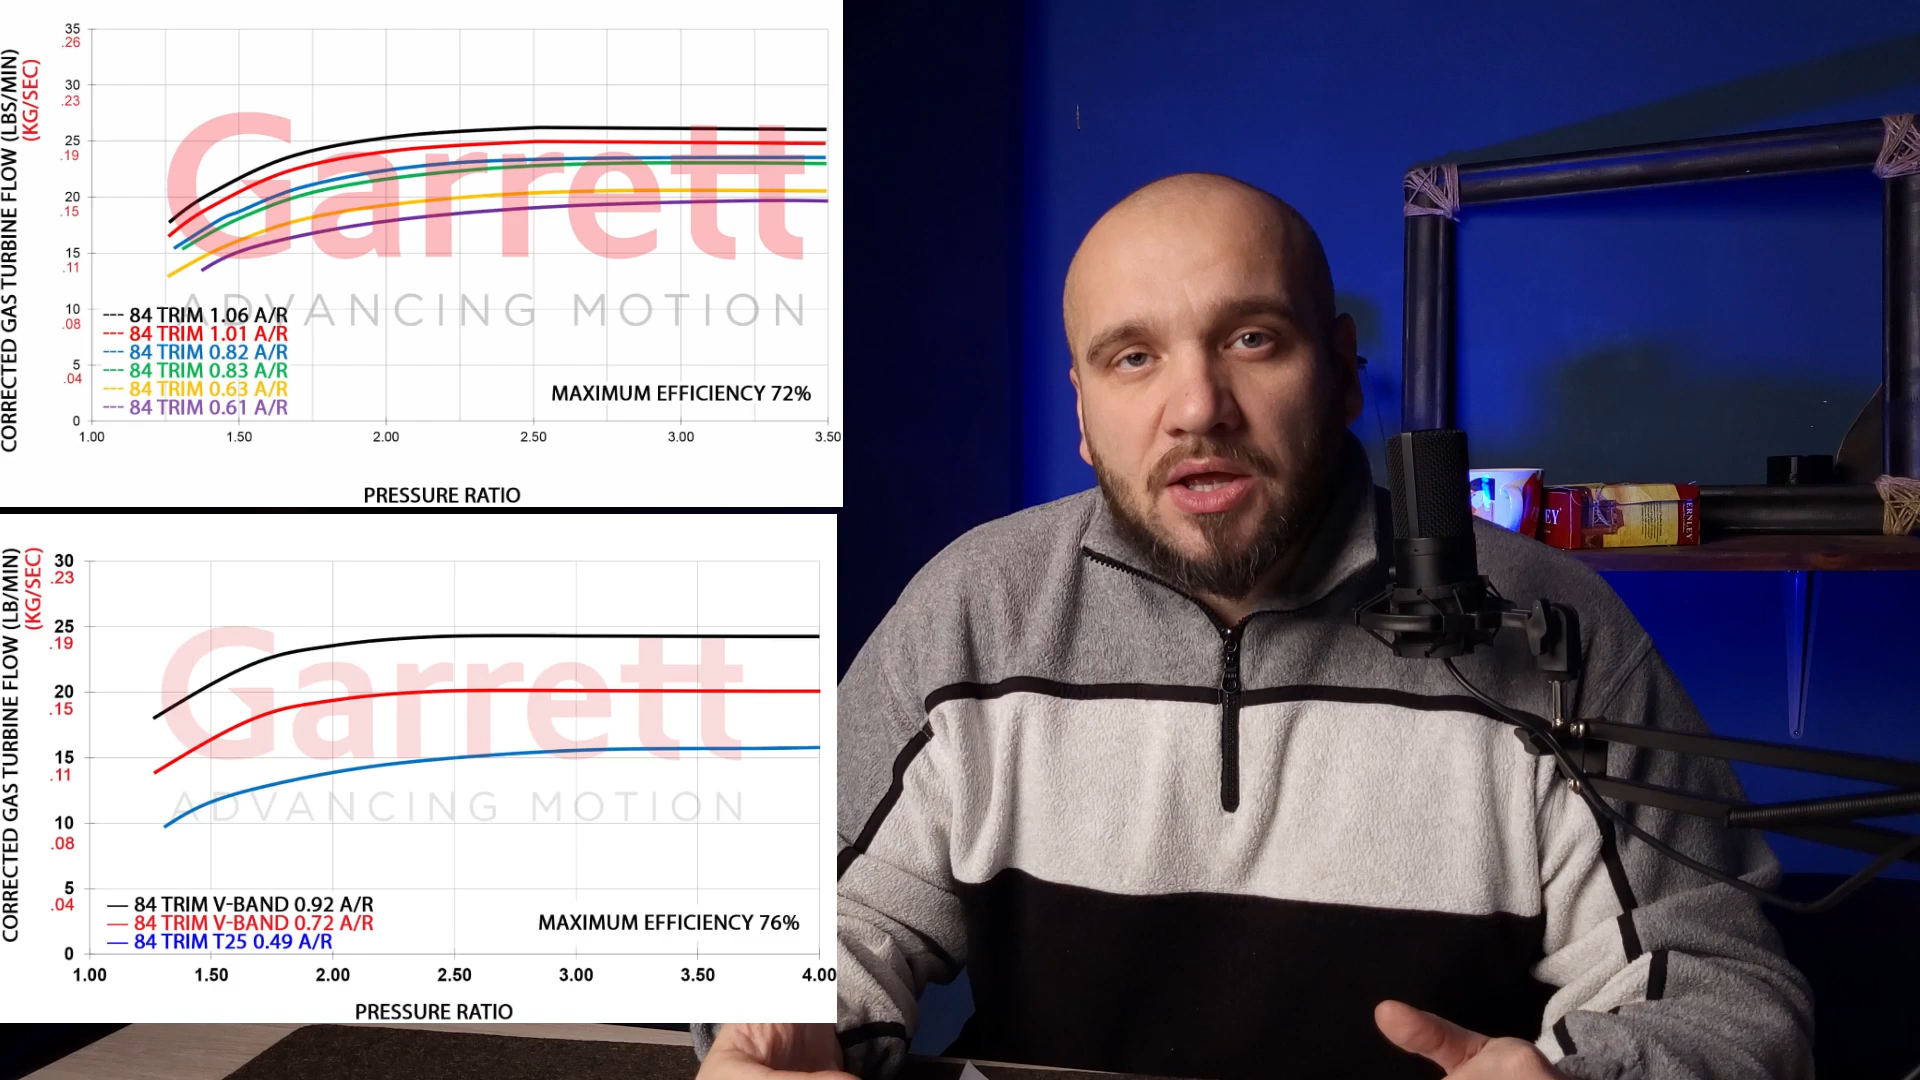 CORRECTED GAS TURBINE FLOW (LBS/MIN)
(KG/SEC)
35
.26
30
.23
25
.19
20
.15
15
.11
10
.08
5
.04
0
Garrett
ADVANCING MOTION
--- 84 TRIM 1.06 A/R
--- 84 TRIM 1.01 A/R
--- 84 TRIM 0.82 A/R
--- 84 TRIM 0.83 A/R
--- 84 TRIM 0.63 A/R
--- 84 TRIM 0.61 A/R
MAXIMUM EFFICIENCY 72%
1.00 1.50 2.00 2.50 3.00 3.50
PRESSURE RATIO
CORRECTED GAS TURBINE FLOW (LB/MIN)
(KG/SEC)
30
.23
25
.19
20
.15
15
.11
10
.08
5
.04
0
Garrett
ADVANCING MOTION
— 84 TRIM V-BAND 0.92 A/R
— 84 TRIM V-BAND 0.72 A/R
— 84 TRIM T25 0.49 A/R
MAXIMUM EFFICIENCY 76%
1.00 1.50 2.00 2.50 3.00 3.50 4.00
PRESSURE RATIO